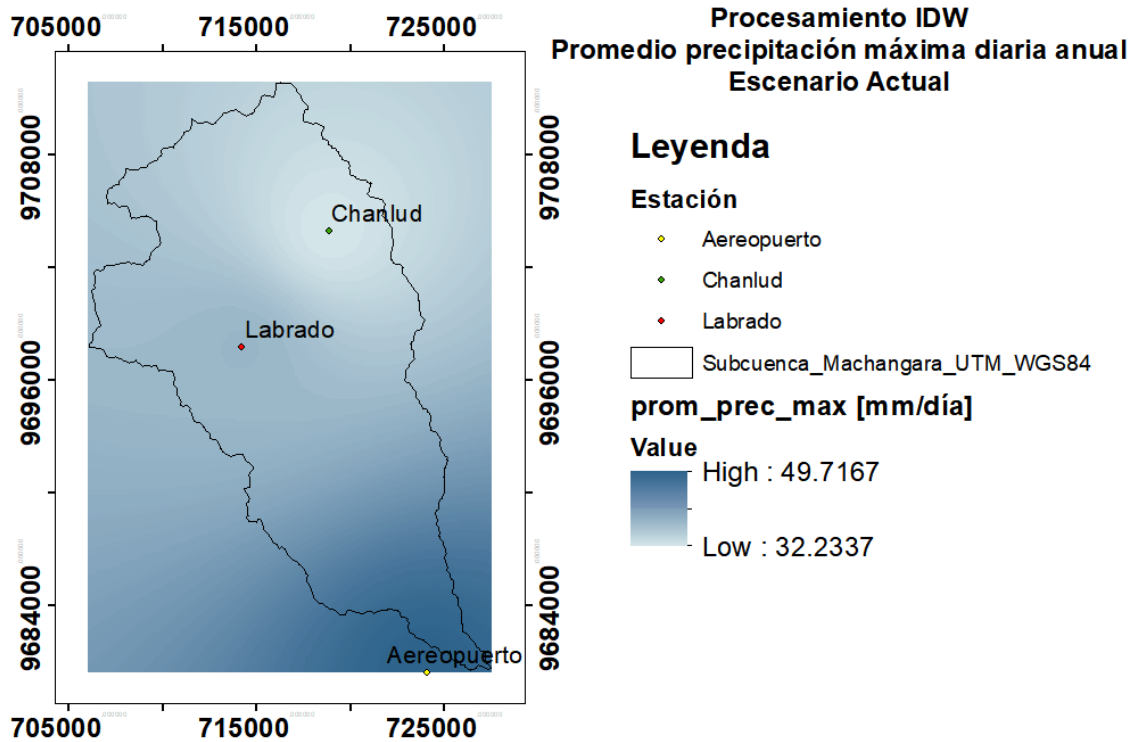 Procesamiento IDW
Promedio precipitación máxima diaria anual
Escenario Actual
705000 715000 725000
9708000
9696000
9684000
Chanlud
Labrado
Aereopuerto
9708000
9696000
9684000
705000 715000 725000
Leyenda
Estación
Aereopuerto
Chanlud
Labrado
Subcuenca_Machangara_UTM_WGS84
prom_prec_max [mm/día]
Value
High : 49.7167
Low : 32.2337